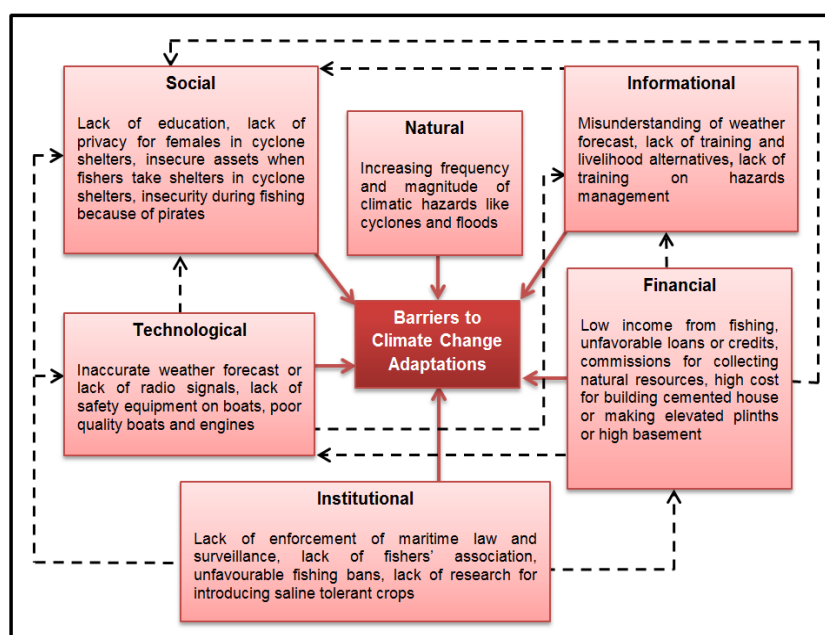 Social
Lack of education, lack of
privacy for females in cyclone
shelters, insecure assets when
fishers take shelters in cyclone
shelters, insecurity during fishing
because of pirates
Natural
Increasing frequency
and magnitude of
climatic hazards like
cyclones and floods
Informational
Misunderstanding of weather
forecast, lack of training and
livelihood alternatives, lack of
training on hazards
management
Technological
Inaccurate weather forecast or
lack of radio signals, lack of
safety equipment on boats, poor
quality boats and engines
Barriers to
Climate Change
Adaptations
Financial
Low income from fishing,
unfavorable loans or credits,
commissions for collecting
natural resources, high cost
for building cemented house
or making elevated plinths
or high basement
Institutional
Lack of enforcement of maritime law and
surveillance, lack of fishers' association,
unfavourable fishing bans, lack of research for
introducing saline tolerant crops